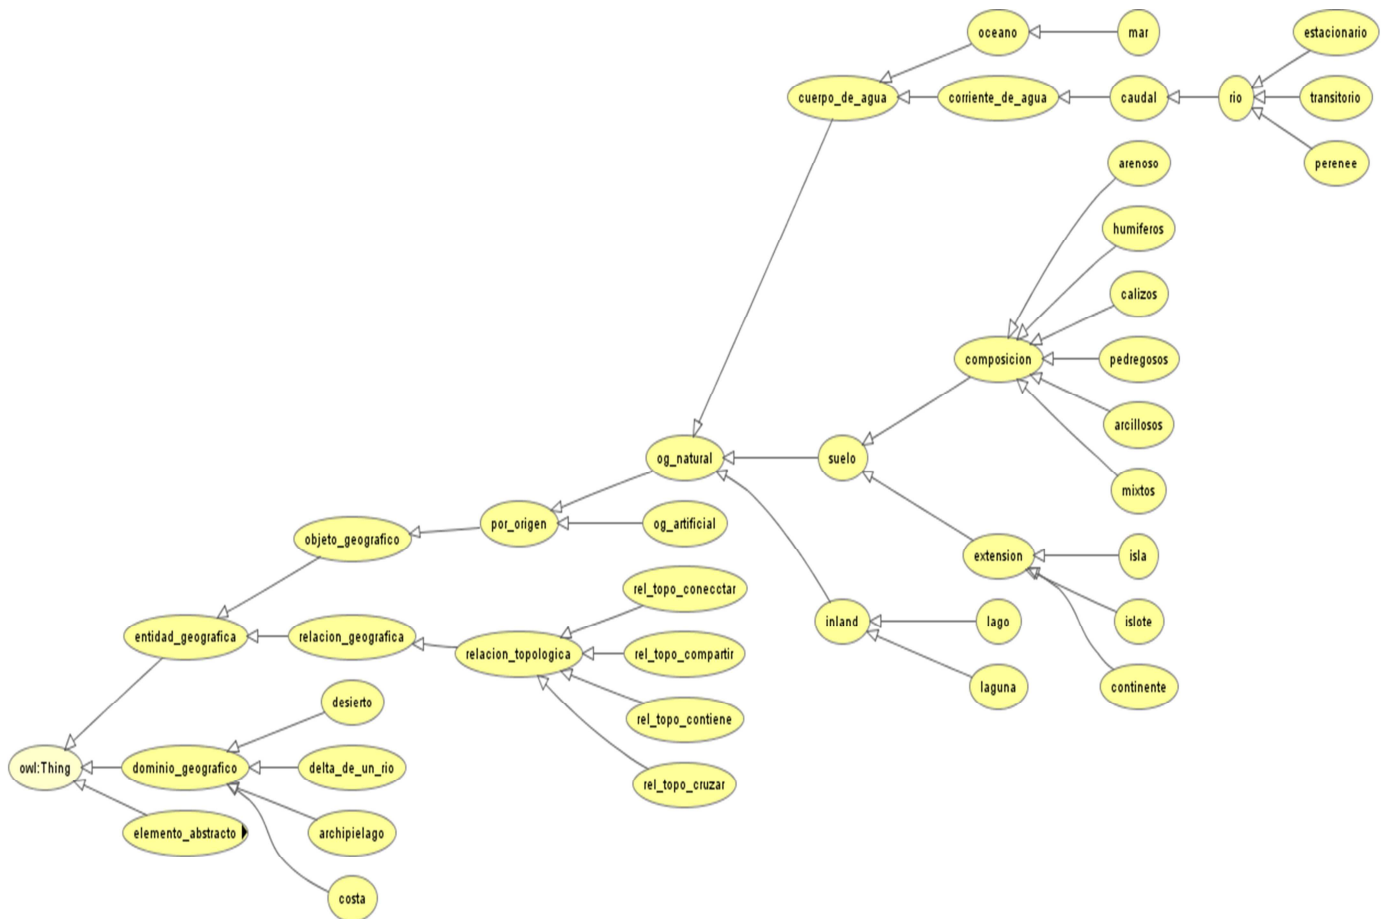 oceano
mar
estacionario
cuerpo_de_agua
corriente_de_agua
caudal
rio
transitorio
arenoso
perenee
humiferos
calizos
composicion
pedregosos
arcillosos
og_natural
suelo
mixtos
por_origen
og_artificial
objeto_geografico
extension
isla
rel_topo_conecctar
inland
lago
islote
entidad_geografica
relacion_geografica
relacion_topologica
rel_topo_compartir
laguna
continente
desierto
rel_topo_contiene
owl:Thing
dominio_geografico
delta_de_un_rio
rel_topo_cruzar
elemento_abstracto
archipielago
costa